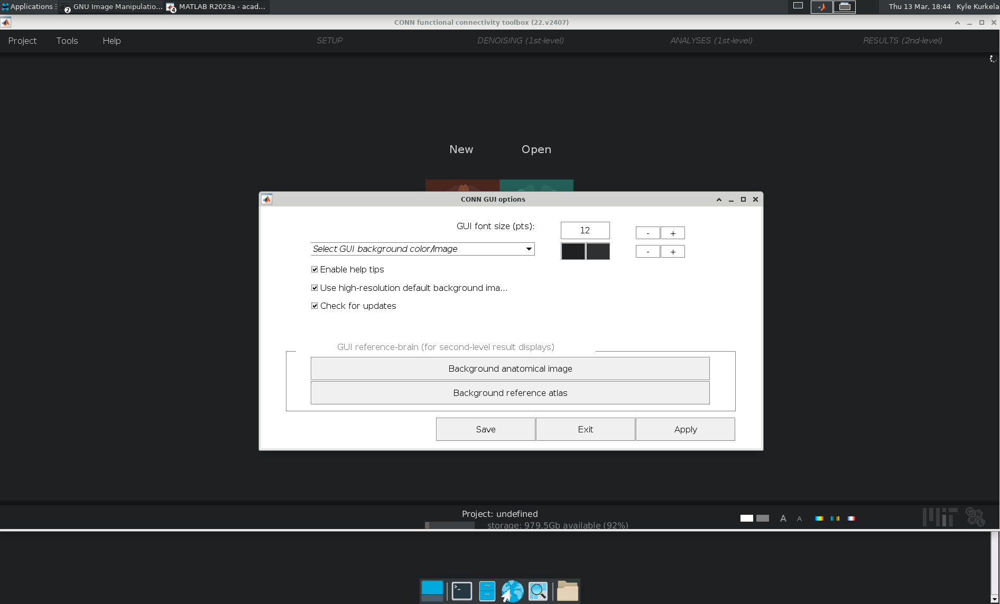 Applications
2 GNU Image Manipulatio...
4 MATLAB R2023a - acad...
Thu 13 Mar, 18:44 Kyle Kurkela
CONN functional connectivity toolbox (22.v2407)
Project Tools Help SETUP DENOISING (1st-level) ANALYSES (1st-level) RESULTS (2nd-level)
New Open
CONN GUI options
GUI font size (pts): 12 - +
Select GUI background color/image - +
Enable help tips
Use high-resolution default background ima...
Check for updates
GUI reference-brain (for second-level result displays)
Background anatomical image
Background reference atlas
Save Exit Apply
Project: undefined
storage: 979.5Gb available (92%)
A A
MIT CNRL
>_